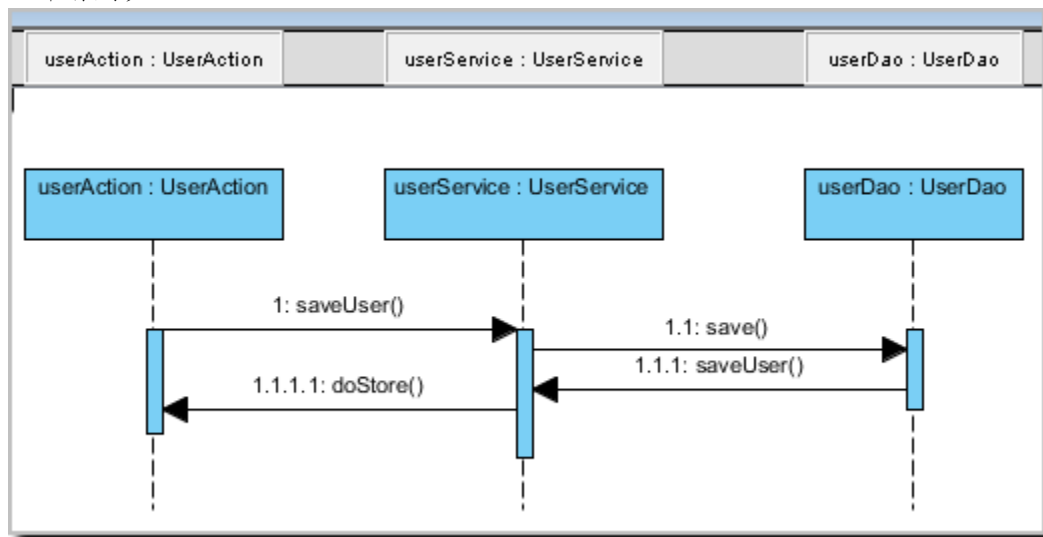 userAction : UserAction
userService : UserService
userDao : UserDao
userAction : UserAction
userService : UserService
userDao : UserDao
1: saveUser()
1.1: save()
1.1.1: saveUser()
1.1.1.1: doStore()